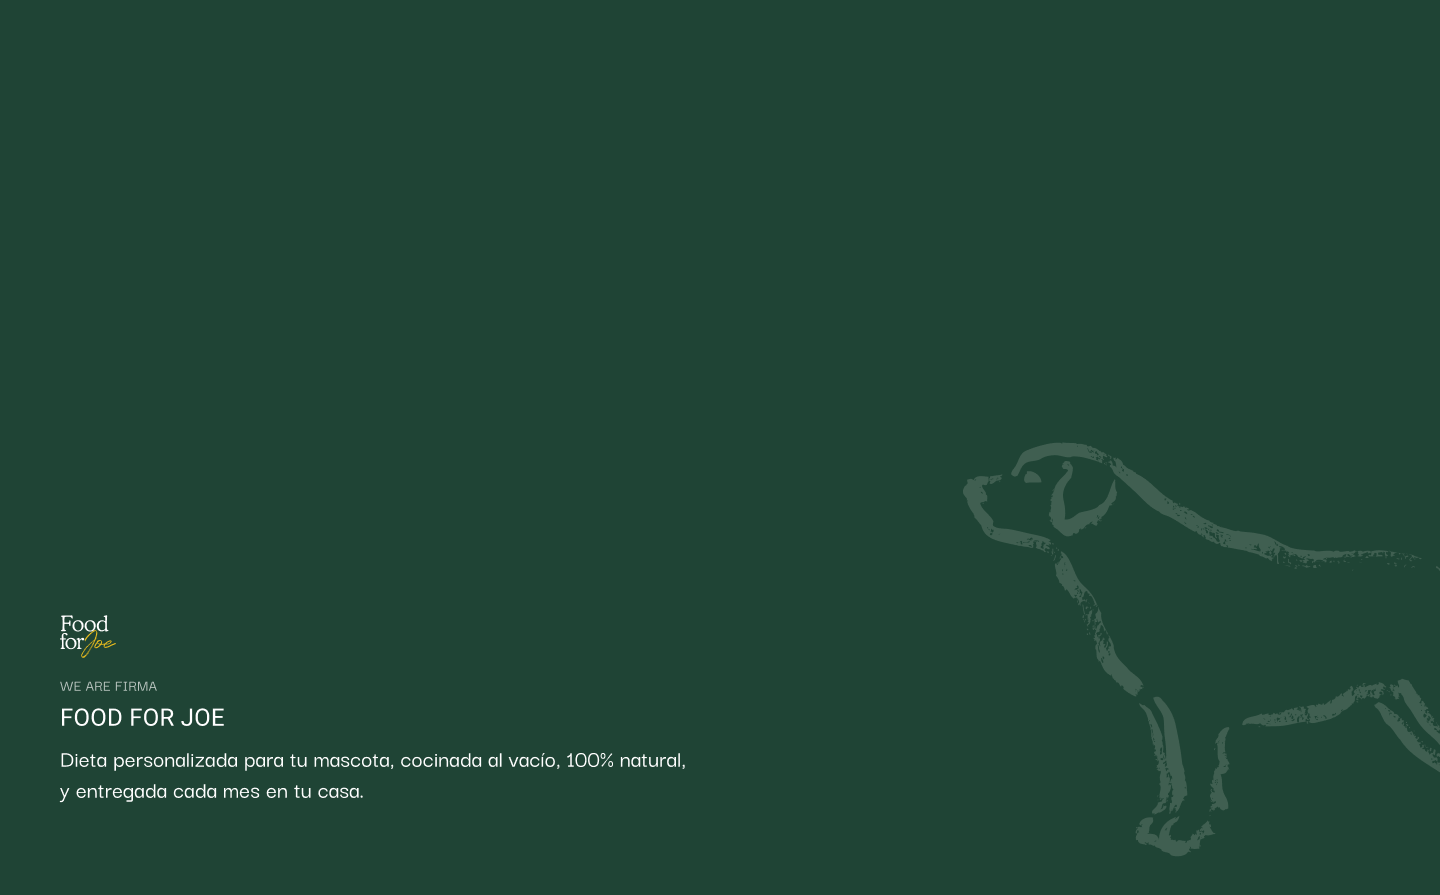 Food
for Joe
WE ARE FIRMA
FOOD FOR JOE
Dieta personalizada para tu mascota, cocinada al vacío, 100% natural,
y entregada cada mes en tu casa.